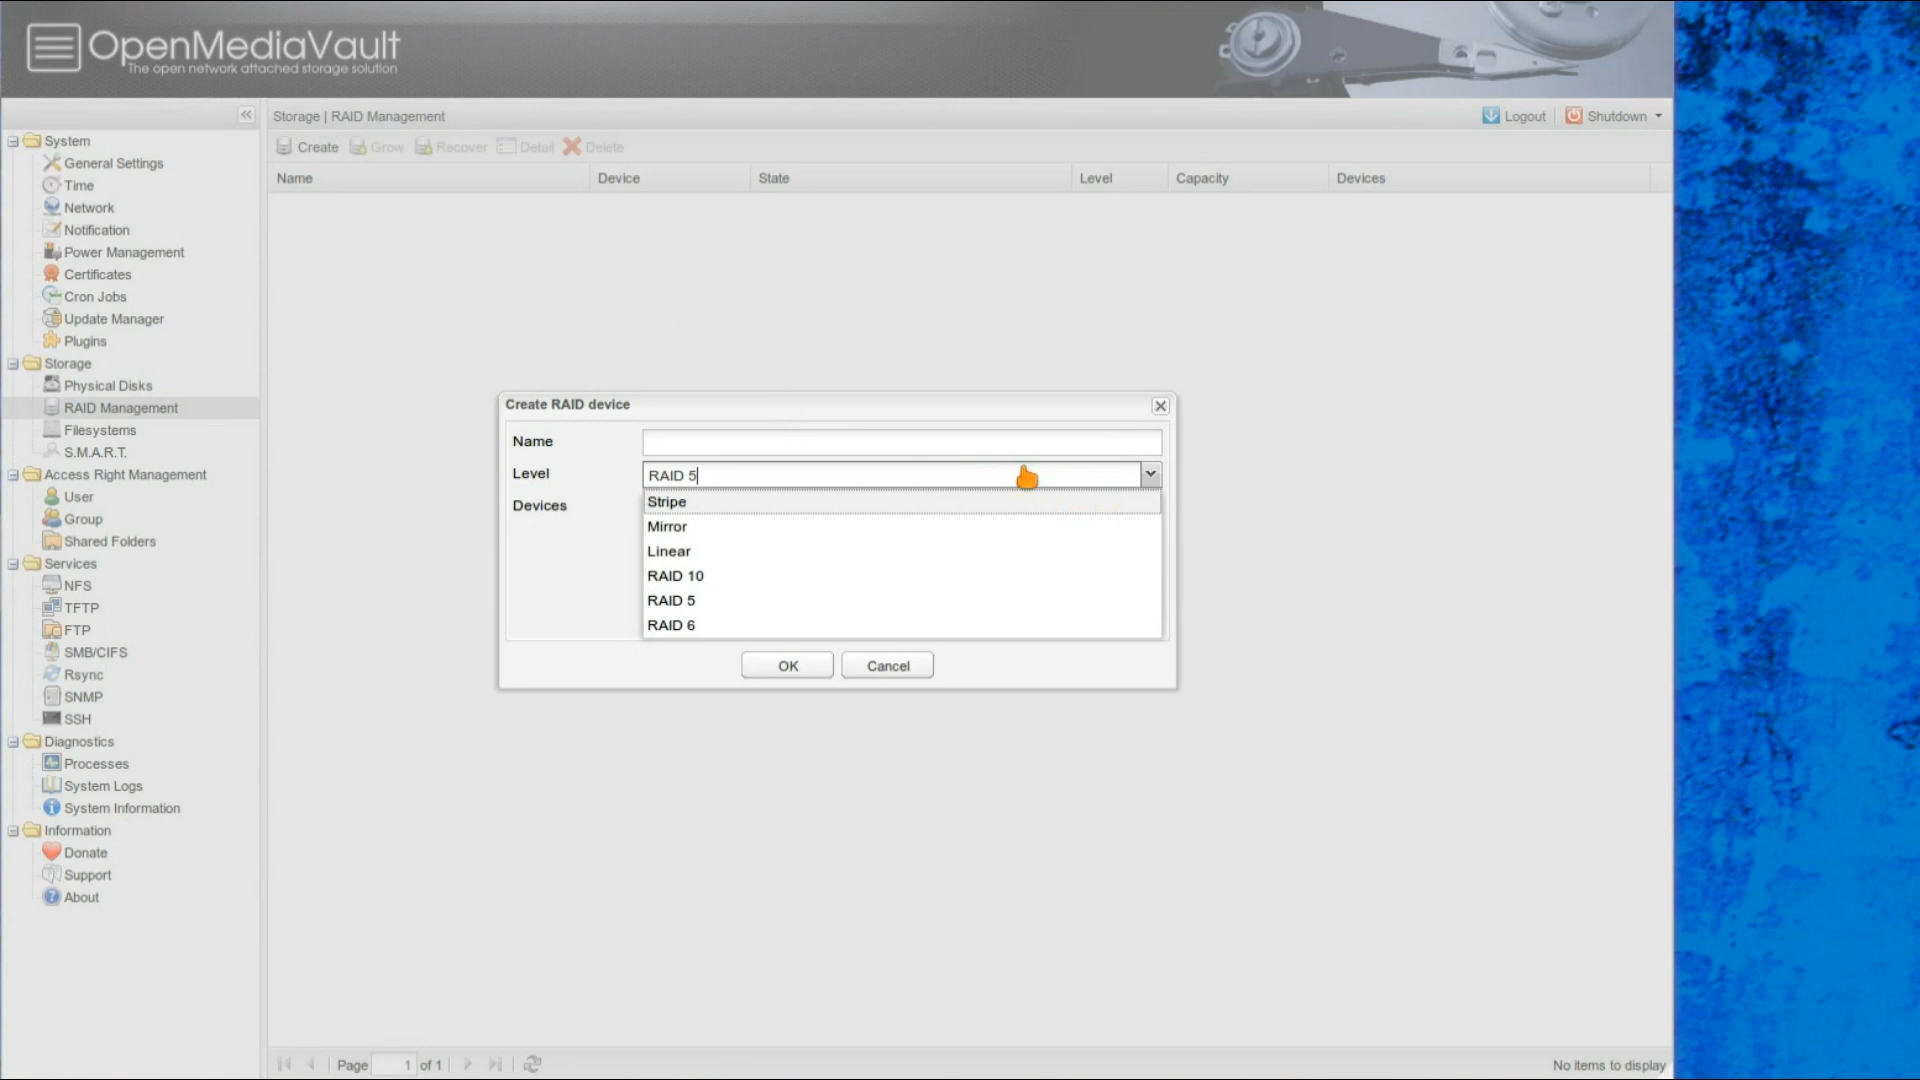 OpenMediaVault
The open network attached storage solution
Storage | RAID Management
Logout
Shutdown
System
General Settings
Time
Network
Notification
Power Management
Certificates
Cron Jobs
Update Manager
Plugins
Storage
Physical Disks
RAID Management
Filesystems
S.M.A.R.T.
Access Right Management
User
Group
Shared Folders
Services
NFS
TFTP
FTP
SMB/CIFS
Rsync
SNMP
SSH
Diagnostics
Processes
System Logs
System Information
Information
Donate
Support
About
Create Grow Recover Detail Delete
Name Device State Level Capacity Devices
Create RAID device
Name
Level RAID 5
Devices
Stripe
Mirror
Linear
RAID 10
RAID 5
RAID 6
OK Cancel
Page 1 of 1
No items to display